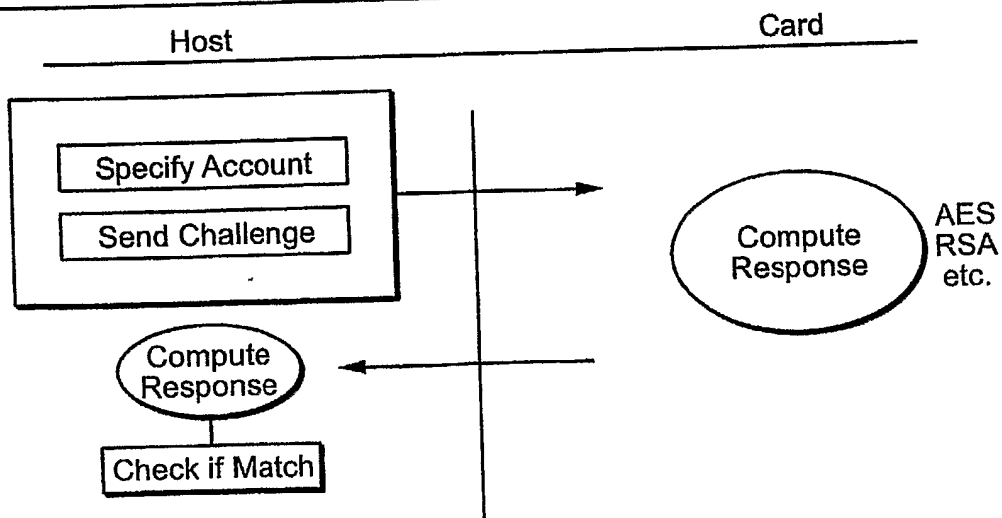 Host
Card
Specify Account
Send Challenge
Compute
Response
AES
RSA
etc.
Compute
Response
Check if Match